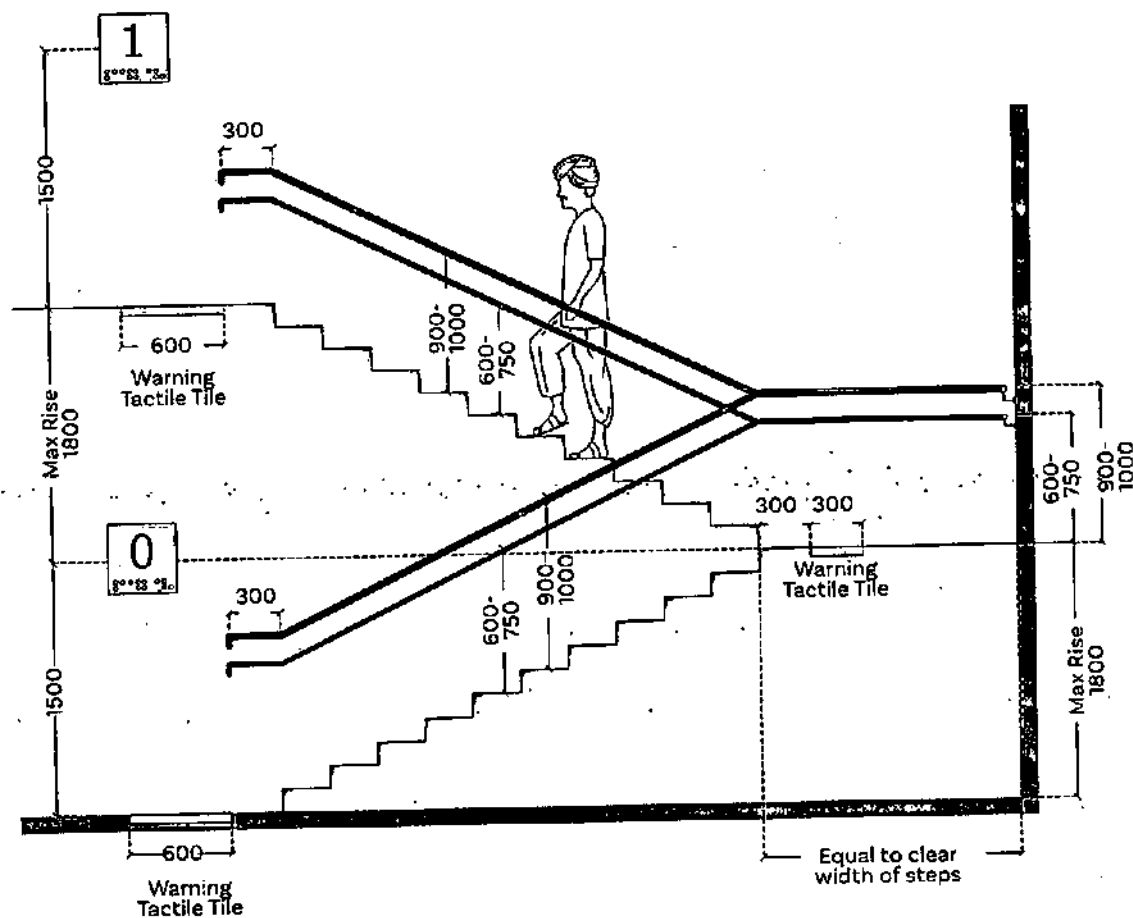 1
300
1500
900-
1000
600-
750
600
Warning
Tactile Tile
Max Rise
1800
600-
750
900-
1000
0
300
300
Warning
Tactile Tile
300
600-
750
900-
1000
1500
Max Rise
1800
600
Warning
Tactile Tile
Equal to clear
width of steps